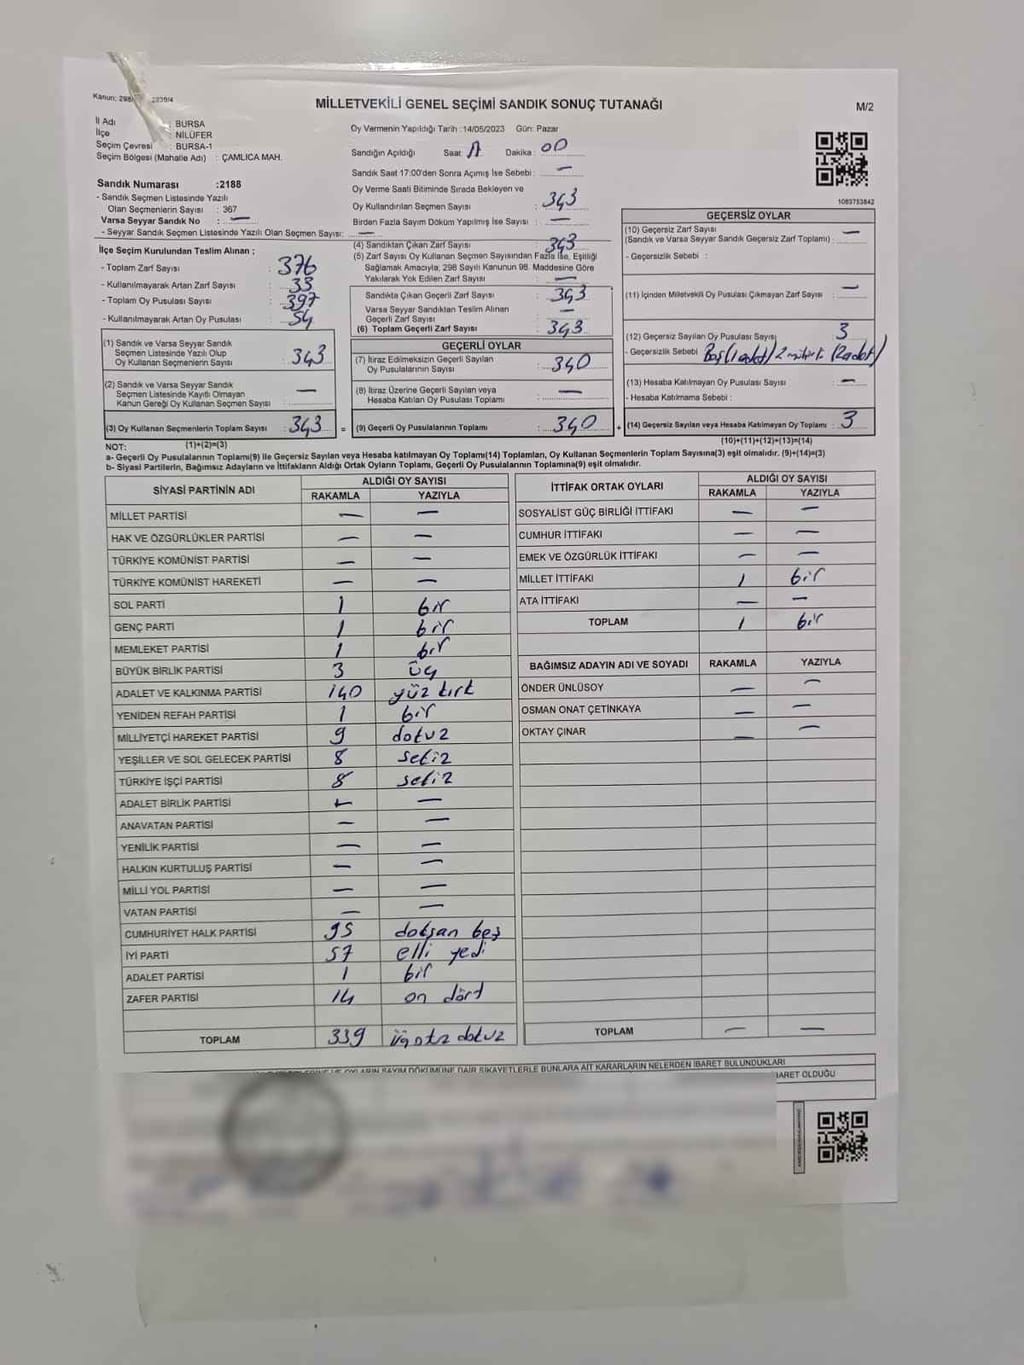 Kanun: 298/ 2839/4
MİLLETVEKİLİ GENEL SEÇİMİ SANDIK SONUÇ TUTANAĞI
M/2
İl Adı : BURSA
İlçe : NİLÜFER
Seçim Çevresi : BURSA-1
Seçim Bölgesi (Mahalle Adı) : ÇAMLICA MAH.
Oy Vermenin Yapıldığı Tarih :14/05/2023 Gün: Pazar
Sandığın Açıldığı Saat Dakika : 00
Sandık Saat 17:00'den Sonra Açımış İse Sebebi : —
Oy Verme Saati Bitiminde Sırada Bekleyen ve
Oy Kullandırılan Seçmen Sayısı : 343
Birden Fazla Sayım Döküm Yapılmış İse Sayısı : —
Sandık Numarası :2188
- Sandık Seçmen Listesinde Yazılı
Olan Seçmenlerin Sayısı : 367
Varsa Seyyar Sandık No : —
- Seyyar Sandık Seçmen Listesinde Yazılı Olan Seçmen Sayısı: —
İlçe Seçim Kurulundan Teslim Alınan ;
- Toplam Zarf Sayısı : 376
- Kullanılmayarak Artan Zarf Sayısı : 33
- Toplam Oy Pusulası Sayısı : 397
- Kullanılmayarak Artan Oy Pusulası : 54
(1) Sandık ve Varsa Seyyar Sandık
Seçmen Listesinde Yazılı Olup
Oy Kullanan Seçmenlerin Sayısı : 343
(2) Sandık ve Varsa Seyyar Sandık
Seçmen Listesinde Kayıtlı Olmayan
Kanun Gereği Oy Kullanan Seçmen Sayısı : —
(3) Oy Kullanan Seçmenlerin Toplam Sayısı : 343 =
(4) Sandıktan Çıkan Zarf Sayısı : 343
(5) Zarf Sayısı Oy Kullanan Seçmen Sayısından Fazla İse, Eşitliği
Sağlamak Amacıyla, 298 Sayılı Kanunun 98. Maddesine Göre
Yakılarak Yok Edilen Zarf Sayısı : —
Sandıkta Çıkan Geçerli Zarf Sayısı : 343
Varsa Seyyar Sandıktan Teslim Alınan
Geçerli Zarf Sayısı : —
(6) Toplam Geçerli Zarf Sayısı : 343
GEÇERLİ OYLAR
(7) İtiraz Edilmeksizin Geçerli Sayılan
Oy Pusulalarının Sayısı : 340
(8) İtiraz Üzerine Geçerli Sayılan veya
Hesaba Katılan Oy Pusulası Toplamı : —
(9) Geçerli Oy Pusulalarının Toplamı : 340 +
1083753842
GEÇERSİZ OYLAR
(10) Geçersiz Zarf Sayısı
(Sandık ve Varsa Seyyar Sandık Geçersiz Zarf Toplamı) : —
- Geçersizlik Sebebi :
(11) İçinden Milletvekili Oy Pusulası Çıkmayan Zarf Sayısı : —
(12) Geçersiz Sayılan Oy Pusulası Sayısı : 3
- Geçersizlik Sebebi : Boş(1 adet) 2 mühürlü (2 adet)
(13) Hesaba Katılmayan Oy Pusulası Sayısı : —
- Hesaba Katılmama Sebebi :
(14) Geçersiz Sayılan veya Hesaba Katılmayan Oy Toplamı : 3
NOT: (1)+(2)=(3)
(10)+(11)+(12)+(13)=(14)
a- Geçerli Oy Pusulalarının Toplamı(9) ile Geçersiz Sayılan veya Hesaba katılmayan Oy Toplamı(14) Toplamları, Oy Kullanan Seçmenlerin Toplam Sayısına(3) eşit olmalıdır. (9)+(14)=(3)
b- Siyasi Partilerin, Bağımsız Adayların ve İttifakların Aldığı Ortak Oyların Toplamı, Geçerli Oy Pusulalarının Toplamına(9) eşit olmalıdır.
SİYASİ PARTİNİN ADI ALDIĞI OY SAYISI
RAKAMLA YAZIYLA
MİLLET PARTİSİ — —
HAK VE ÖZGÜRLÜKLER PARTİSİ — —
TÜRKİYE KOMÜNİST PARTİSİ — —
TÜRKİYE KOMÜNİST HAREKETİ — —
SOL PARTİ 1 bir
GENÇ PARTİ 1 bir
MEMLEKET PARTİSİ 1 bir
BÜYÜK BİRLİK PARTİSİ 3 üç
ADALET VE KALKINMA PARTİSİ 140 yüz kırk
YENİDEN REFAH PARTİSİ 1 bir
MİLLİYETÇİ HAREKET PARTİSİ 9 dokuz
YEŞİLLER VE SOL GELECEK PARTİSİ 8 sekiz
TÜRKİYE İŞÇİ PARTİSİ 8 sekiz
ADALET BİRLİK PARTİSİ — —
ANAVATAN PARTİSİ — —
YENİLİK PARTİSİ — —
HALKIN KURTULUŞ PARTİSİ — —
MİLLİ YOL PARTİSİ — —
VATAN PARTİSİ — —
CUMHURİYET HALK PARTİSİ 95 doksan beş
İYİ PARTİ 57 elli yedi
ADALET PARTİSİ 1 bir
ZAFER PARTİSİ 14 on dört
TOPLAM 339 üçotuz dokuz
İTTİFAK ORTAK OYLARI ALDIĞI OY SAYISI
RAKAMLA YAZIYLA
SOSYALİST GÜÇ BİRLİĞİ İTTİFAKI — —
CUMHUR İTTİFAKI — —
EMEK VE ÖZGÜRLÜK İTTİFAKI — —
MİLLET İTTİFAKI 1 bir
ATA İTTİFAKI — —
TOPLAM 1 bir
BAĞIMSIZ ADAYIN ADI VE SOYADI RAKAMLA YAZIYLA
ÖNDER ÜNLÜSOY — —
OSMAN ONAT ÇETİNKAYA — —
OKTAY ÇINAR — —
TOPLAM — —
OYLARIN SAYIM DÖKÜMÜNE DAİR ŞİKAYETLERLE BUNLARA AİT KARARLARIN NELERDEN İBARET BULUNDUKLARI
İBARET OLDUĞU